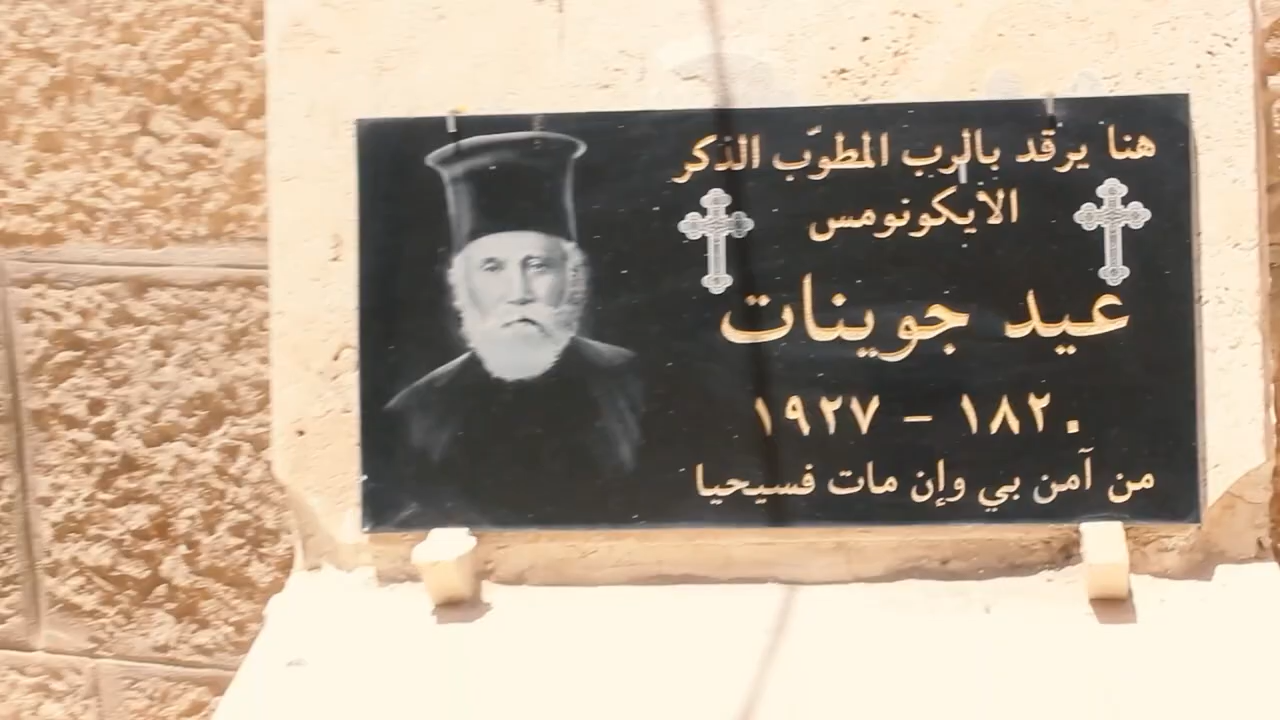 هنا يرقد بالرب المطوّب الذكر
الايكونومس
عيد جوينات
١٨٢٠ - ١٩٢٧
من آمن بي وإن مات فسيحيا